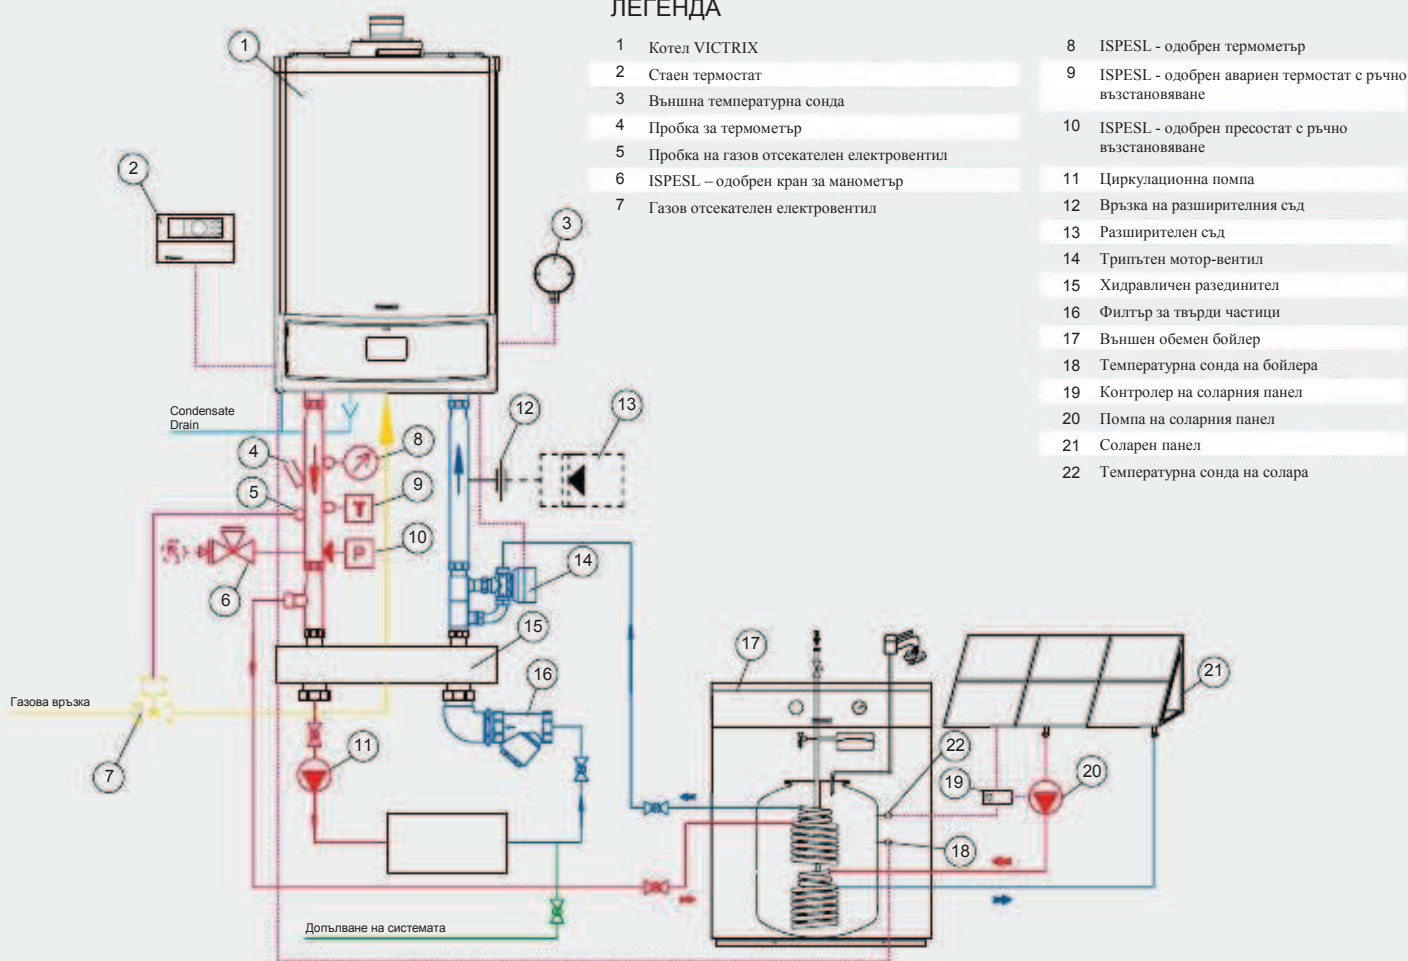 ЛЕГЕНДА
1 Котел VICTRIX
2 Стаен термостат
3 Външна температурна сонда
4 Пробка за термометър
5 Пробка на газов отсекателен електровентил
6 ISPESL – одобрен кран за манометър
7 Газов отсекателен електровентил
8 ISPESL - одобрен термометър
9 ISPESL - одобрен авариен термостат с ръчно
възстановяване
10 ISPESL - одобрен пресостат с ръчно
възстановяване
11 Циркулационна помпа
12 Връзка на разширителния съд
13 Разширителен съд
14 Трипътен мотор-вентил
15 Хидравличен разединител
16 Филтър за твърди частици
17 Външен обемен бойлер
18 Температурна сонда на бойлера
19 Контролер на соларния панел
20 Помпа на соларния панел
21 Соларен панел
22 Температурна сонда на солара
1
2
3
Condensate
Drain
4
5
6
7
8
9
T
10
P
11
12
13
14
15
16
17
18
19
20
21
22
Газова връзка
Допълване на системата